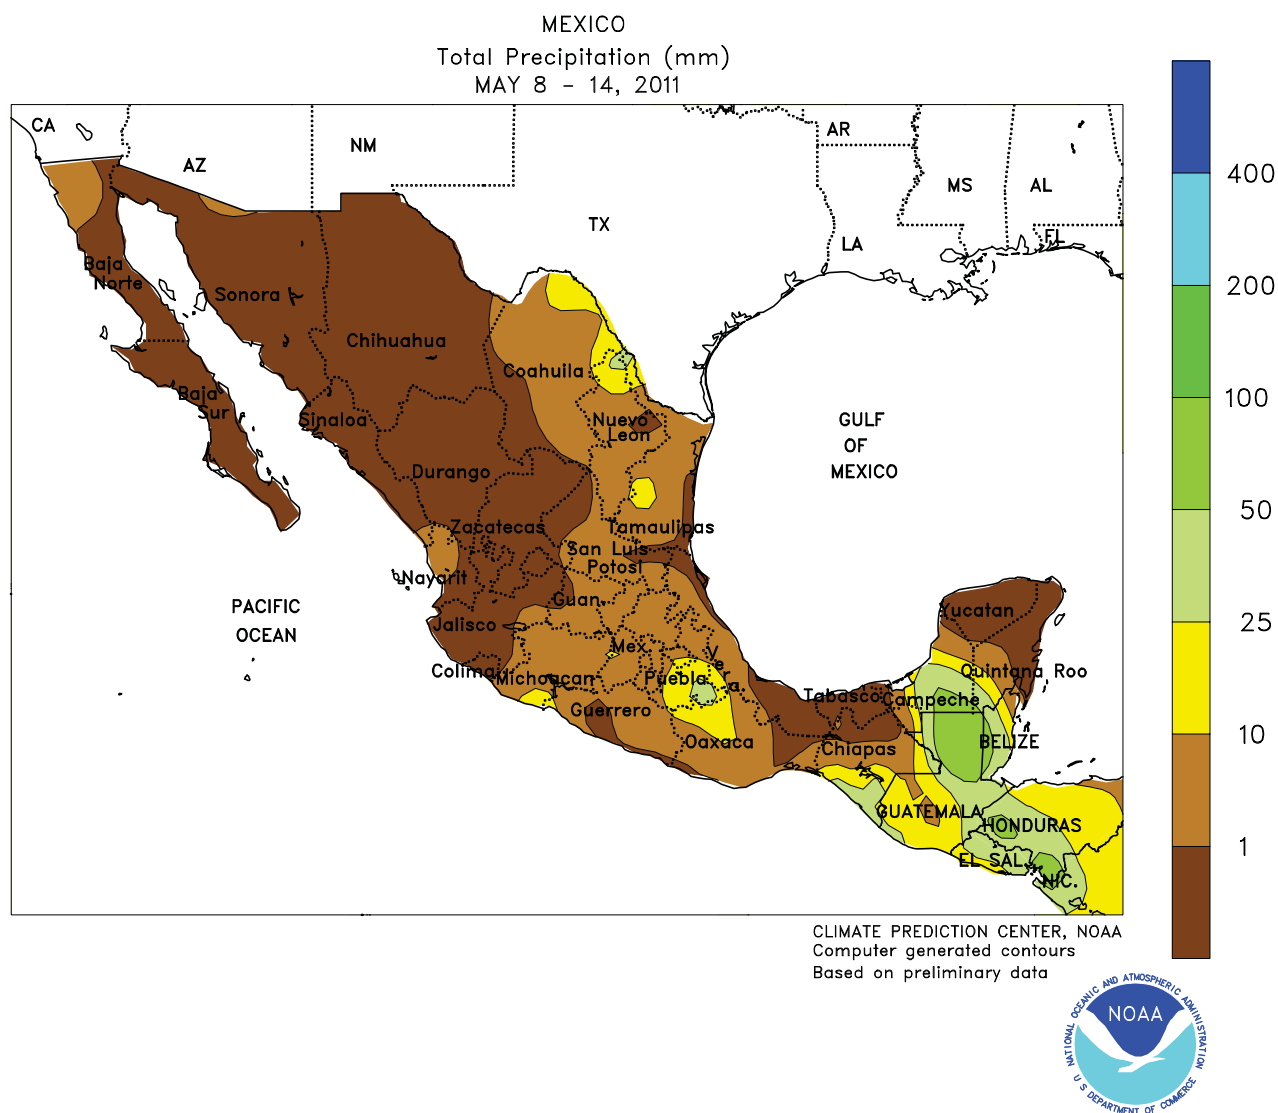 MEXICO
Total Precipitation (mm)
MAY 8 - 14, 2011
CA
AZ
NM
TX
AR
LA
MS
AL
FL
Baja
Norte
Sonora
Chihuahua
Coahuila
Baja
Sur
Sinaloa
Nuevo
Leon
Durango
Zacatecas
Tamaulipas
San Luis
Potosi
Nayarit
Guan.
Jalisco
Mex.
Ver
a.
Colima
Michoacan
Puebla
Guerrero
Oaxaca
Tabasco
Campeche
Yucatan
Quintana Roo
Chiapas
BELIZE
GUATEMALA
HONDURAS
EL SAL.
NIC.
GULF
OF
MEXICO
PACIFIC
OCEAN
400
200
100
50
25
10
1
CLIMATE PREDICTION CENTER, NOAA
Computer generated contours
Based on preliminary data
NATIONAL OCEANIC AND ATMOSPHERIC ADMINISTRATION
NOAA
U S DEPARTMENT OF COMMERCE